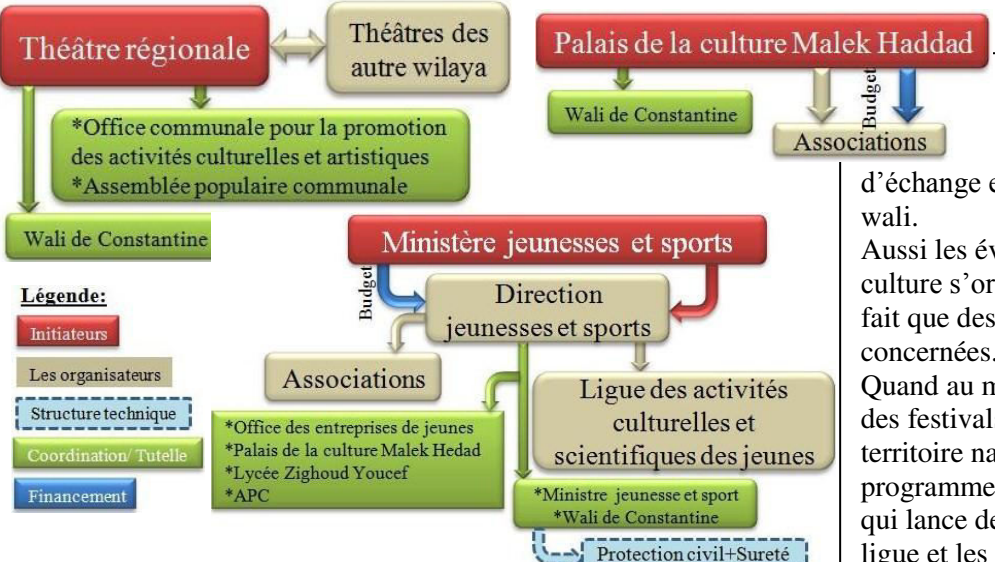 Théâtre régionale
Théâtres des
autre wilaya
*Office communale pour la promotion
des activités culturelles et artistiques
*Assemblée populaire communale
Wali de Constantine
Palais de la culture Malek Haddad
Wali de Constantine
Budget
Associations
Ministère jeunesses et sports
Budget
Direction
jeunesses et sports
Associations
Ligue des activités
culturelles et
scientifiques des jeunes
*Office des entreprises de jeunes
*Palais de la culture Malek Hedad
*Lycée Zighoud Youcef
*APC
*Ministre jeunesse et sport
*Wali de Constantine
Protection civil+Sureté
Légende:
Initiateurs
Les organisateurs
Structure technique
Coordination/ Tutelle
Financement
d'échange e
wali.
Aussi les év
culture s'or
fait que des
concernées.
Quand au m
des festivals
territoire na
programme
qui lance de
ligue et les